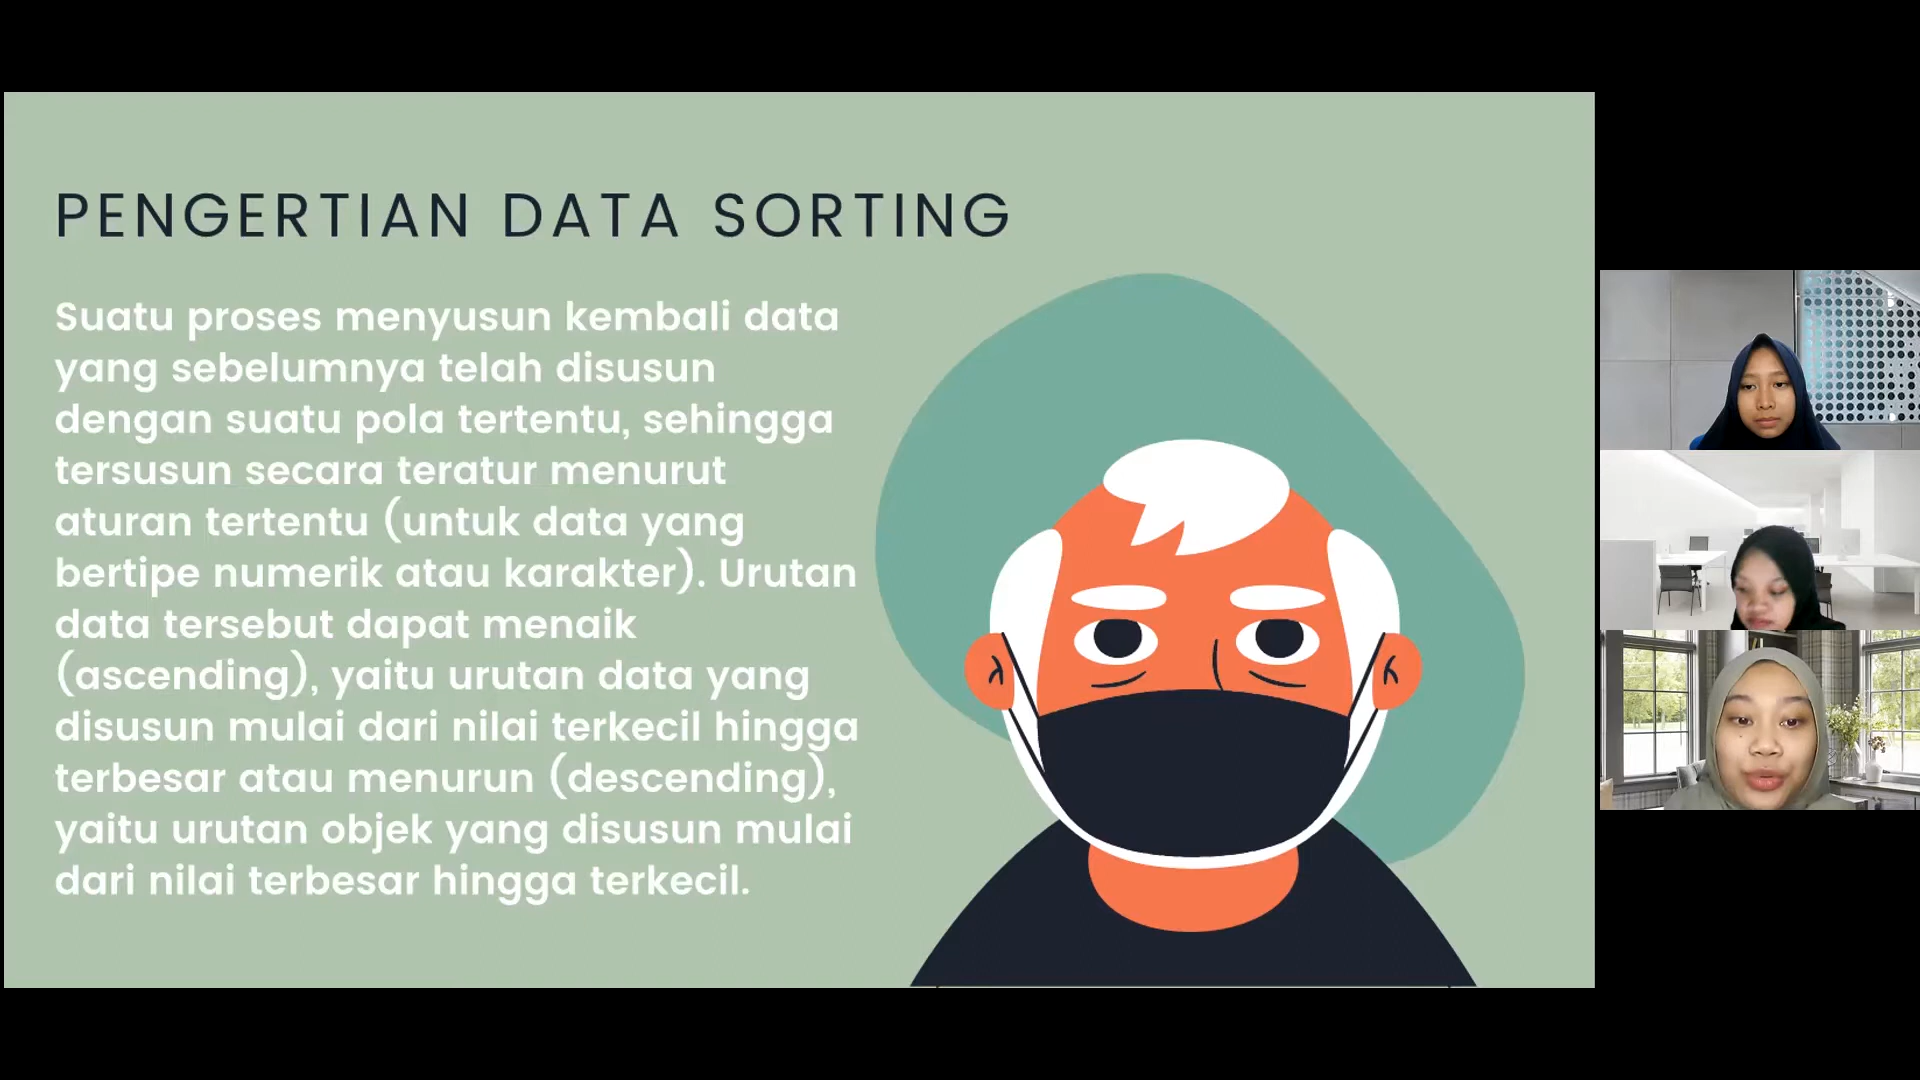 PENGERTIAN DATA SORTING
Suatu proses menyusun kembali data
yang sebelumnya telah disusun
dengan suatu pola tertentu, sehingga
tersusun secara teratur menurut
aturan tertentu (untuk data yang
bertipe numerik atau karakter). Urutan
data tersebut dapat menaik
(ascending), yaitu urutan data yang
disusun mulai dari nilai terkecil hingga
terbesar atau menurun (descending),
yaitu urutan objek yang disusun mulai
dari nilai terbesar hingga terkecil.